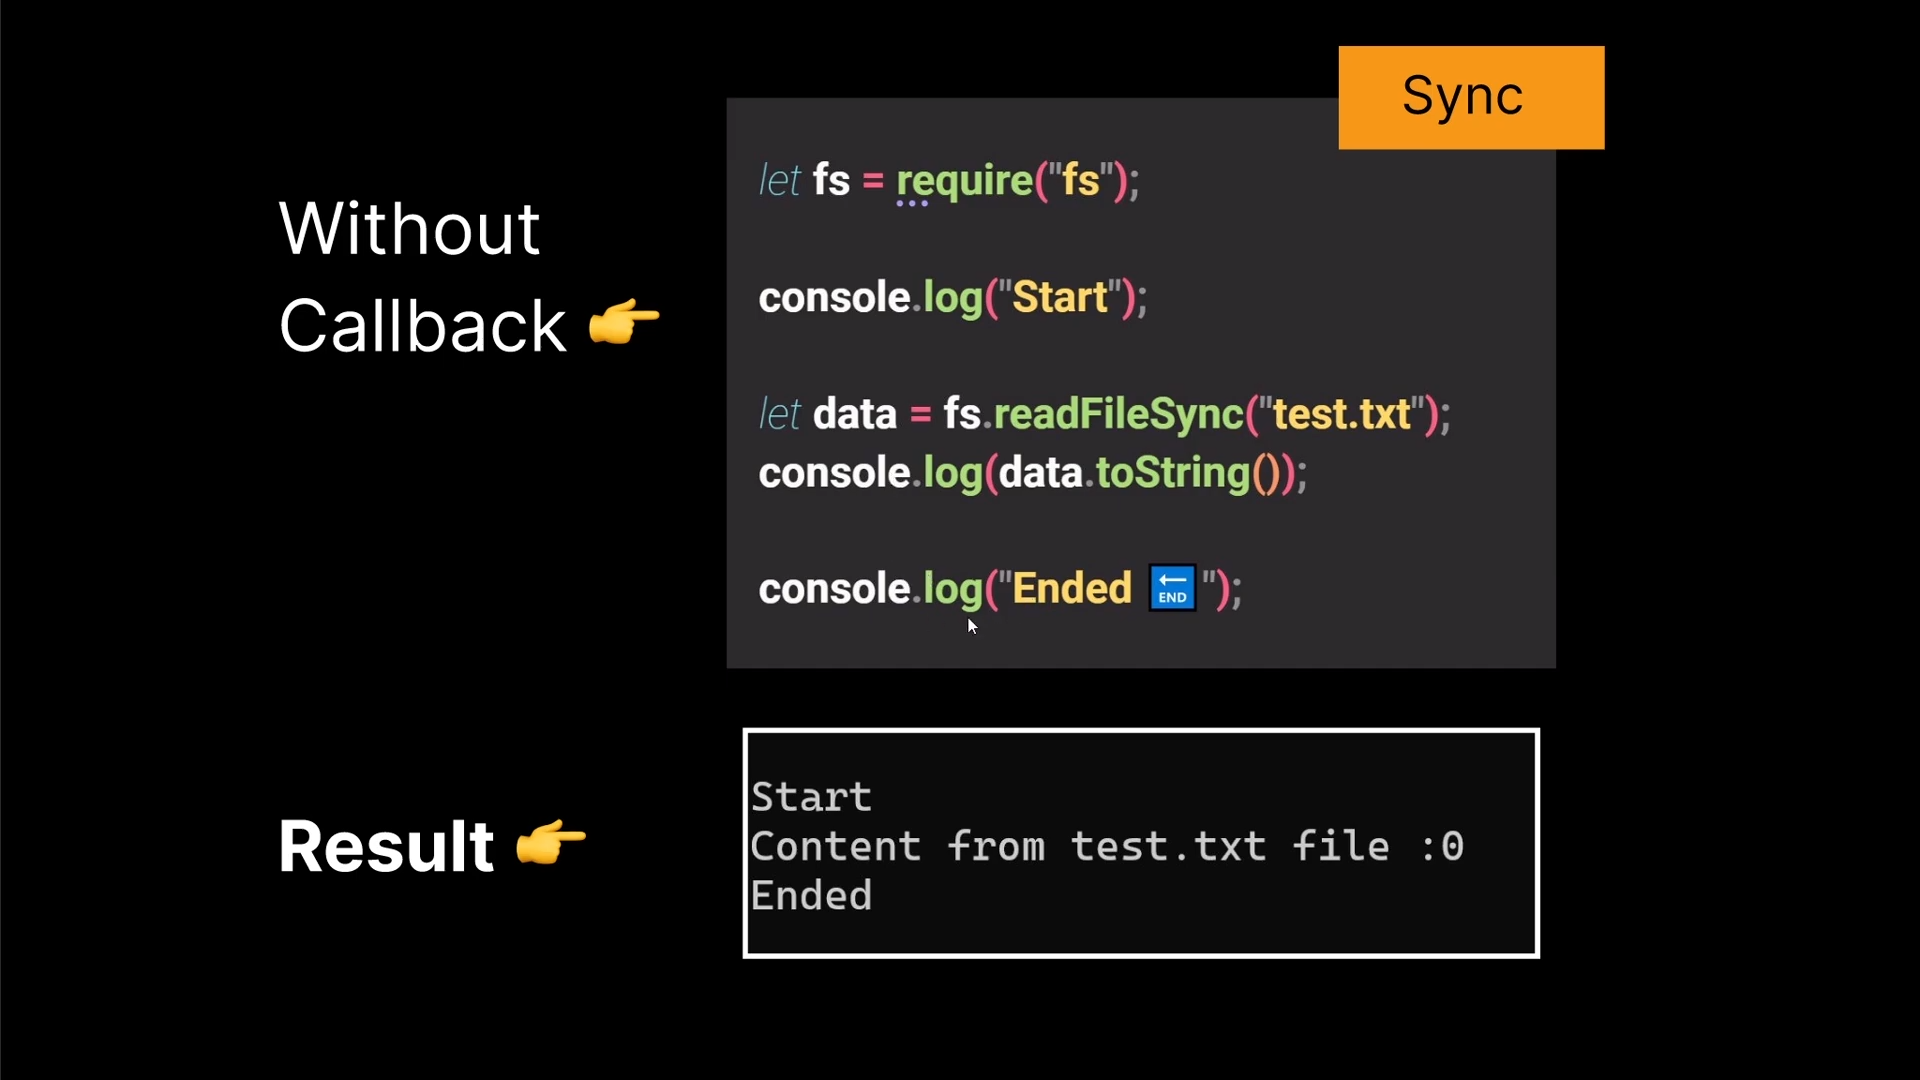 Sync
Without
Callback 👉
let fs = require("fs");
console.log("Start");
let data = fs.readFileSync("test.txt");
console.log(data.toString());
console.log("Ended 🔚 ");
Result 👉
Start
Content from test.txt file :0
Ended